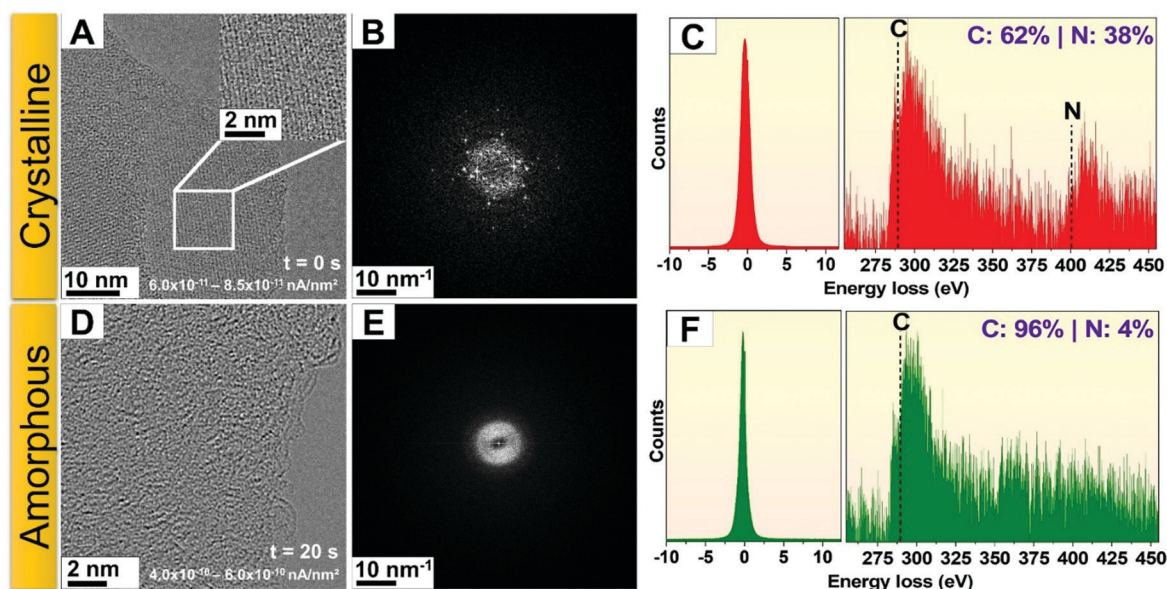 Crystalline
A
2 nm
10 nm
t = 0 s
6.0x10⁻¹¹ – 8.5x10⁻¹¹ nA/nm²
B
10 nm⁻¹
C
Counts
C
C: 62% | N: 38%
N
-10 -5 0 5 10
275 300 325 350 375 400 425 450
Energy loss (eV)
Amorphous
D
2 nm
t = 20 s
4.0x10⁻¹⁰ – 6.0x10⁻¹⁰ nA/nm²
E
10 nm⁻¹
F
Counts
C
C: 96% | N: 4%
-10 -5 0 5 10
275 300 325 350 375 400 425 450
Energy loss (eV)